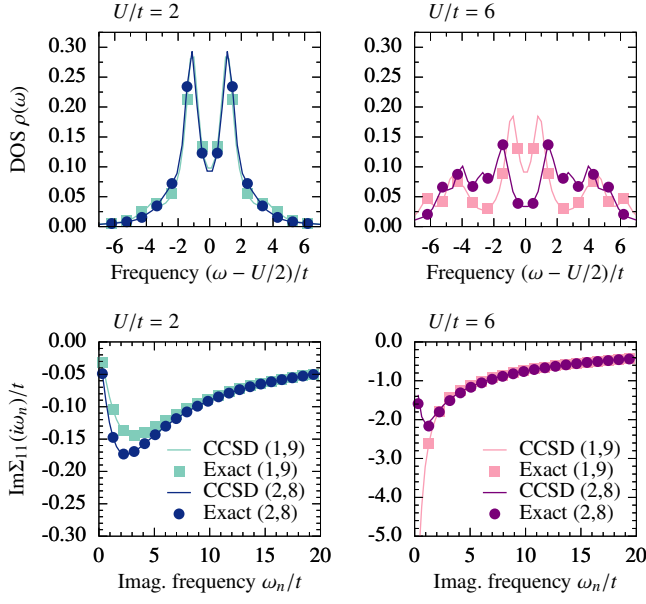 U/t = 2
U/t = 6
DOS ρ(ω)
0.30
0.25
0.20
0.15
0.10
0.05
0.00
-6 -4 -2 0 2 4 6
Frequency (ω − U/2)/t
0.30
0.25
0.20
0.15
0.10
0.05
0.00
-6 -4 -2 0 2 4 6
Frequency (ω − U/2)/t
U/t = 2
U/t = 6
ImΣ11(iωn)/t
0.00
-0.05
-0.10
-0.15
-0.20
-0.25
-0.30
CCSD (1,9)
Exact (1,9)
CCSD (2,8)
Exact (2,8)
0 5 10 15 20
Imag. frequency ωn/t
0.0
-1.0
-2.0
-3.0
-4.0
-5.0
CCSD (1,9)
Exact (1,9)
CCSD (2,8)
Exact (2,8)
0 5 10 15 20
Imag. frequency ωn/t